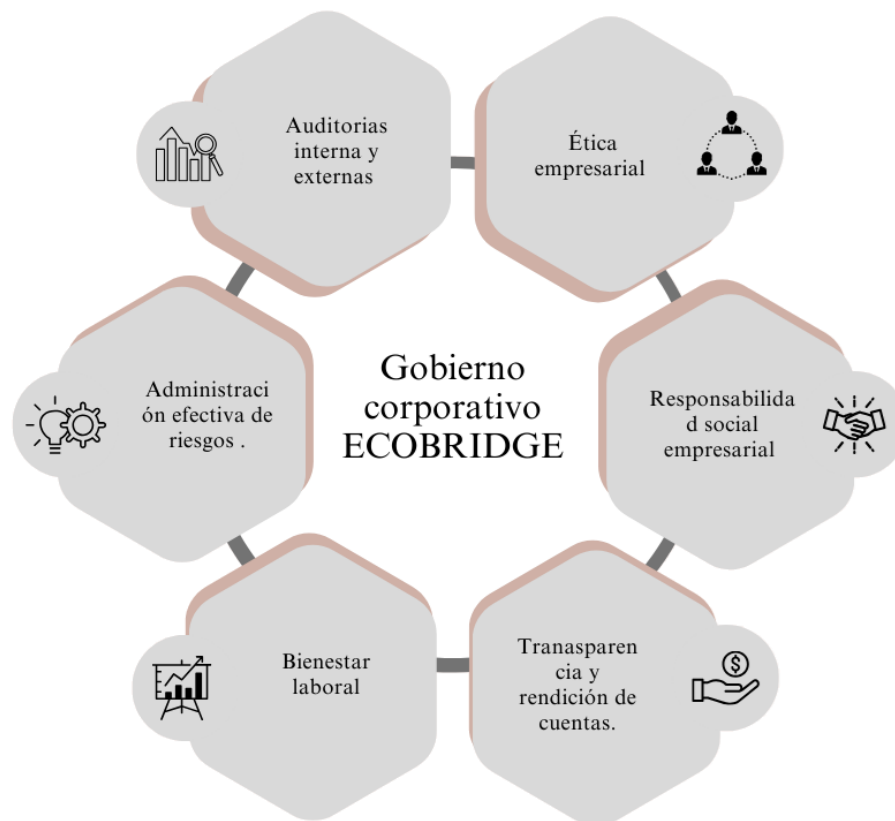 Auditorias
interna y
externas
Ética
empresarial
Administraci
ón efectiva de
riesgos .
Gobierno
corporativo
ECOBRIDGE
Responsabilida
d social
empresarial
Bienestar
laboral
Tranasparen
cia y
rendición de
cuentas.
$